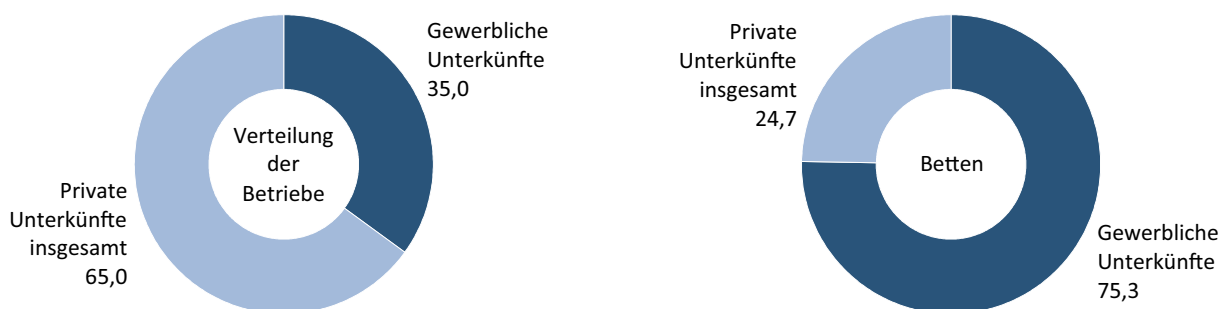 Gewerbliche
Unterkünfte
35,0
Verteilung
der
Betriebe
Private
Unterkünfte
insgesamt
65,0
Private
Unterkünfte
insgesamt
24,7
Betten
Gewerbliche
Unterkünfte
75,3